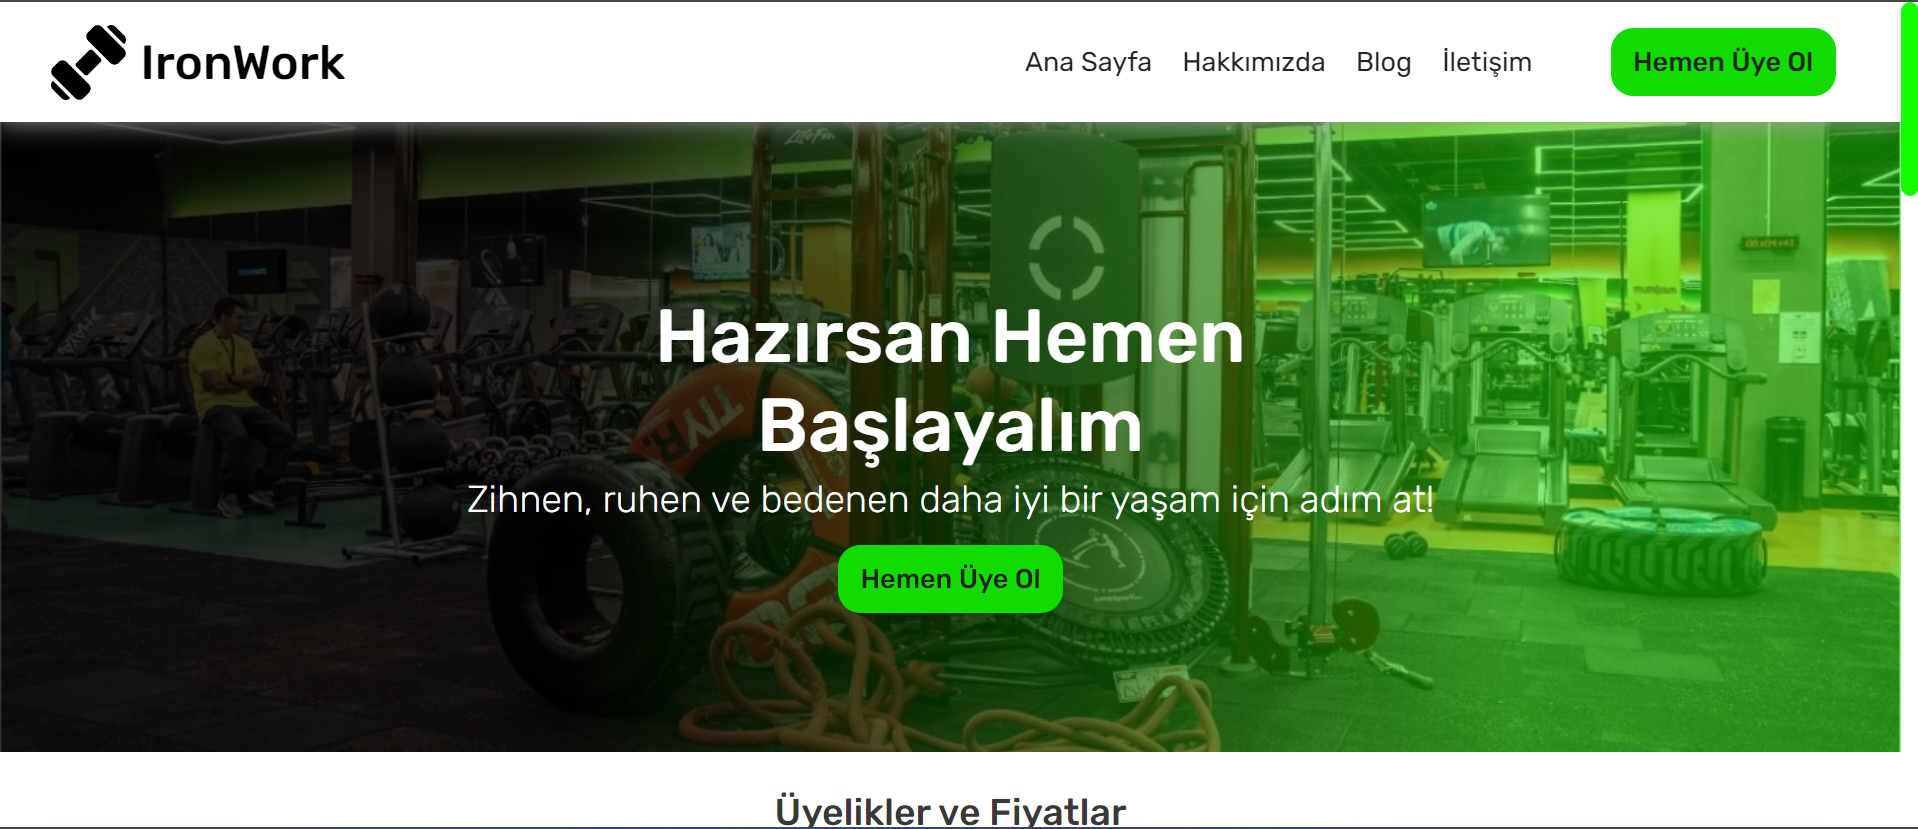 IronWork
Ana Sayfa Hakkımızda Blog İletişim Hemen Üye Ol
Hazırsan Hemen
Başlayalım
Zihnen, ruhen ve bedenen daha iyi bir yaşam için adım at!
Hemen Üye Ol
Üyelikler ve Fiyatlar